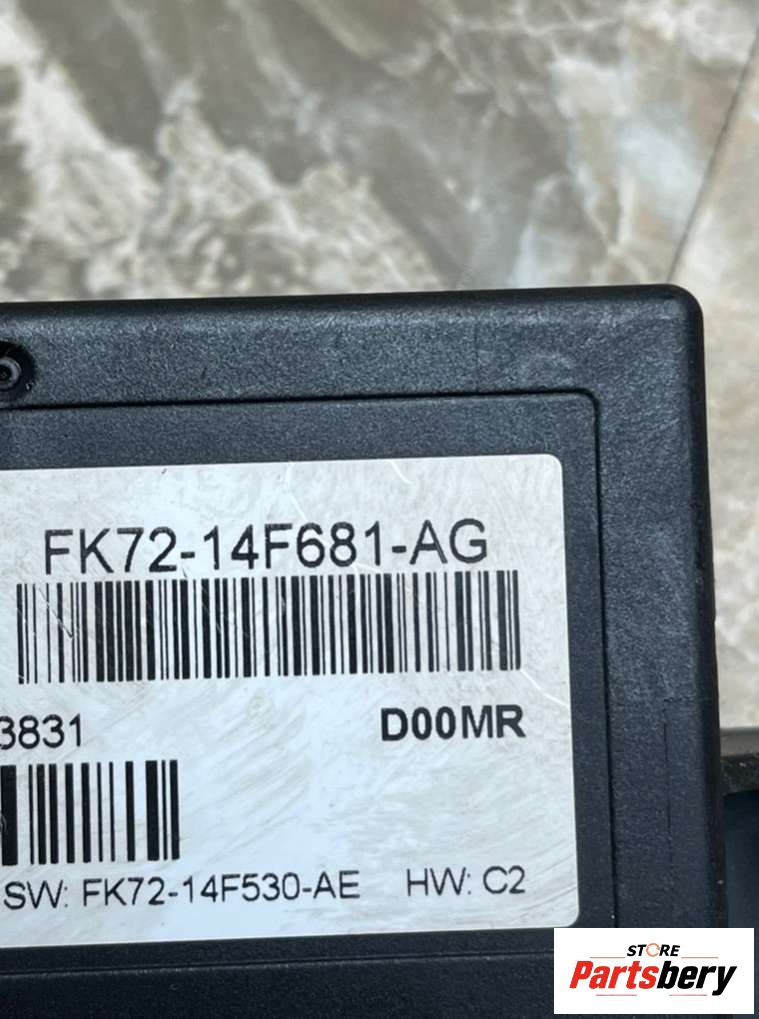 FK72-14F681-AG
3831
D00MR
SW: FK72-14F530-AE HW: C2
STORE
Partsbery